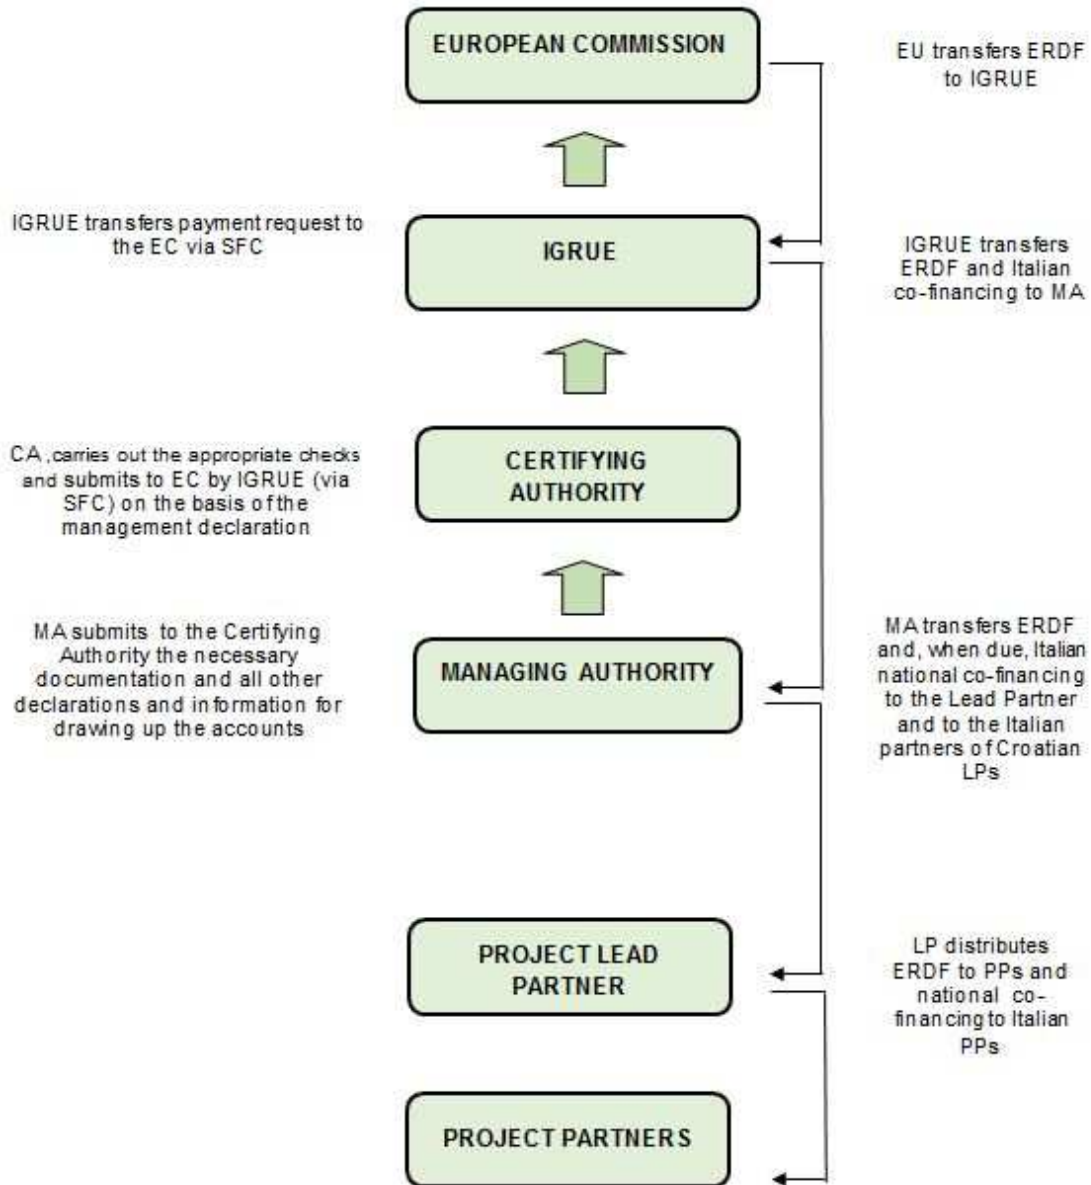 EUROPEAN COMMISSION
EU transfers ERDF
to IGRUE
IGRUE transfers payment request to
the EC via SFC
IGRUE
IGRUE transfers
ERDF and Italian
co-financing to MA
CA ,carries out the appropriate checks
and submits to EC by IGRUE (via
SFC) on the basis of the
management declaration
CERTIFYING
AUTHORITY
MA submits to the Certifying
Authority the necessary
documentation and all other
declarations and information for
drawing up the accounts
MANAGING AUTHORITY
MA transfers ERDF
and, when due, Italian
national co-financing
to the Lead Partner
and to the Italian
partners of Croatian
LPs
PROJECT LEAD
PARTNER
LP distributes
ERDF to PPs and
national co-
financing to Italian
PPs
PROJECT PARTNERS